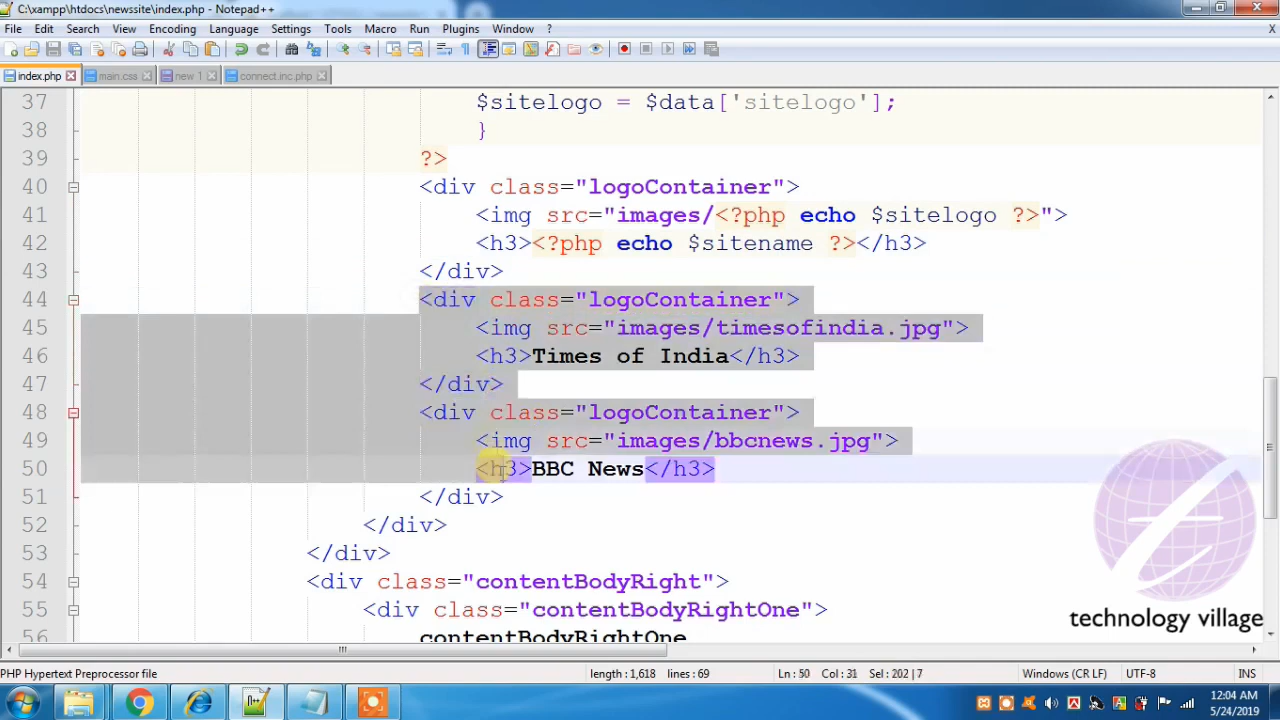 C:\xampp\htdocs\newssite\index.php - Notepad++
File Edit Search View Encoding Language Settings Tools Macro Run Plugins Window ? X
index.php main.css new 1 connect.inc.php
37 $sitelogo = $data['sitelogo'];
38 }
39 ?>
40 <div class="logoContainer">
41 <img src="images/<?php echo $sitelogo ?>">
42 <h3><?php echo $sitename ?></h3>
43 </div>
44 <div class="logoContainer">
45 <img src="images/timesofindia.jpg">
46 <h3>Times of India</h3>
47 </div>
48 <div class="logoContainer">
49 <img src="images/bbcnews.jpg">
50 <h3>BBC News</h3>
51 </div>
52 </div>
53 </div>
54 <div class="contentBodyRight">
55 <div class="contentBodyRightOne">
56 contentBodyRightOne
technology village
PHP Hypertext Preprocessor file length : 1,618 lines : 69 Ln : 50 Col : 31 Sel : 202 | 7 Windows (CR LF) UTF-8 INS
12:04 AM
5/24/2019